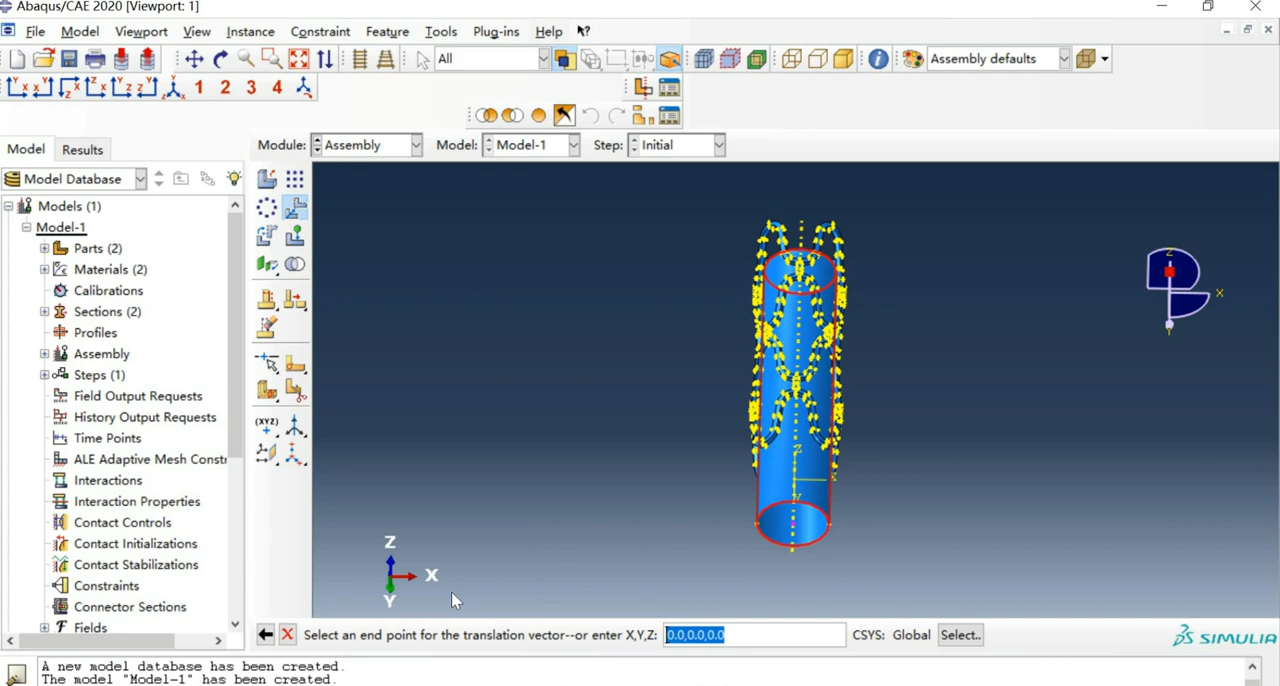 Abaqus/CAE 2020 [Viewport: 1]
File Model Viewport View Instance Constraint Feature Tools Plug-ins Help
All
Assembly defaults
1 2 3 4
Model Results
Module: Assembly Model: Model-1 Step: Initial
Model Database
Models (1)
Model-1
Parts (2)
Materials (2)
Calibrations
Sections (2)
Profiles
Assembly
Steps (1)
Field Output Requests
History Output Requests
Time Points
ALE Adaptive Mesh Constr
Interactions
Interaction Properties
Contact Controls
Contact Initializations
Contact Stabilizations
Constraints
Connector Sections
Fields
(XYZ)
Z
X
Y
Z
X
Y
Z
X
Y
Select an end point for the translation vector--or enter X,Y,Z: 0.0,0.0,0.0 CSYS: Global Select..
SIMULIA
A new model database has been created.
The model "Model-1" has been created.